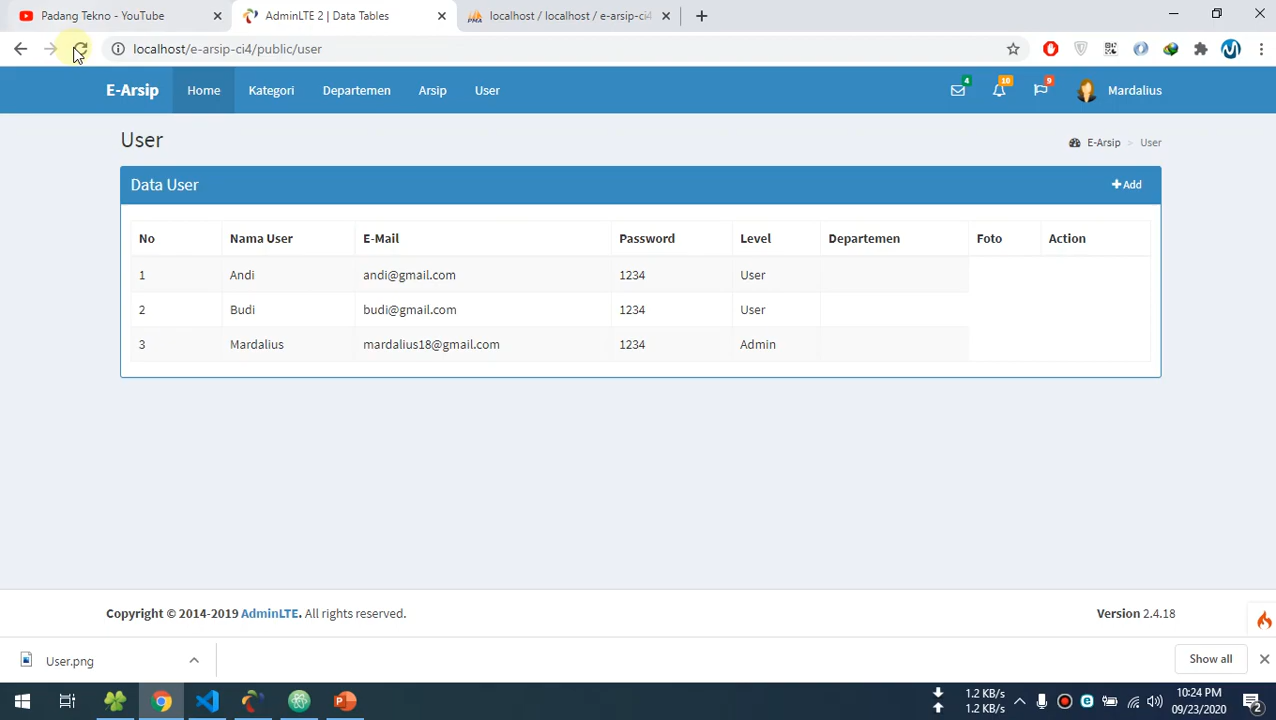 Padang Tekno - YouTube
AdminLTE 2 | Data Tables
localhost / localhost / e-arsip-ci4
localhost/e-arsip-ci4/public/user
E-Arsip Home Kategori Departemen Arsip User 4 10 9 Mardalius
User
E-Arsip > User
Data User
Add
No Nama User E-Mail Password Level Departemen Foto Action
1 Andi andi@gmail.com 1234 User
2 Budi budi@gmail.com 1234 User
3 Mardalius mardalius18@gmail.com 1234 Admin
Copyright © 2014-2019 AdminLTE. All rights reserved.
Version 2.4.18
User.png
Show all
1.2 KB/s
1.2 KB/s
10:24 PM
09/23/2020
2